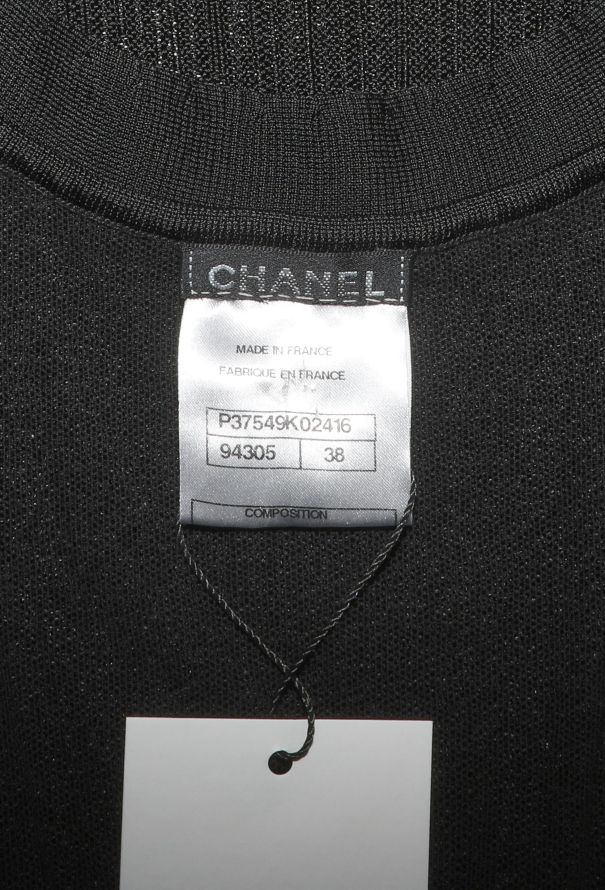 CHANEL
MADE IN FRANCE
FABRIQUE EN FRANCE
P37549K02416
94305 38
COMPOSITION